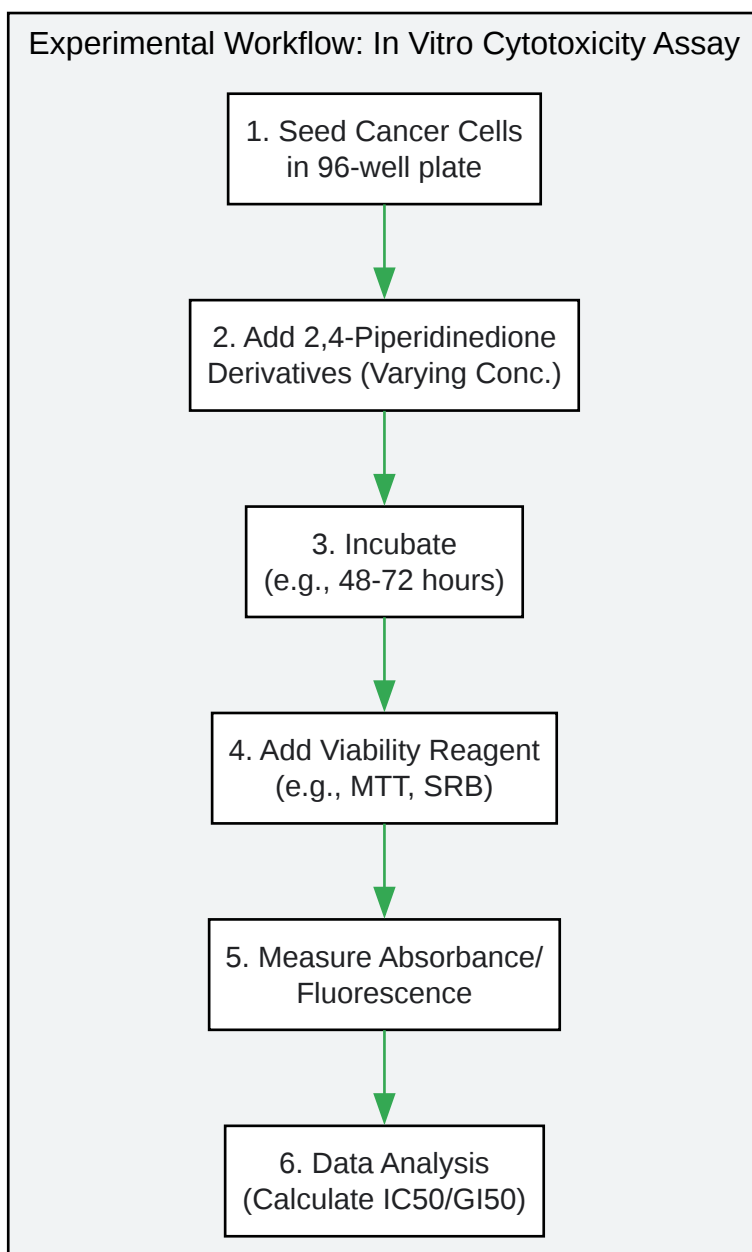 Experimental Workflow: In Vitro Cytotoxicity Assay
1. Seed Cancer Cells
in 96-well plate
2. Add 2,4-Piperidinedione
Derivatives (Varying Conc.)
3. Incubate
(e.g., 48-72 hours)
4. Add Viability Reagent
(e.g., MTT, SRB)
5. Measure Absorbance/
Fluorescence
6. Data Analysis
(Calculate IC50/GI50)